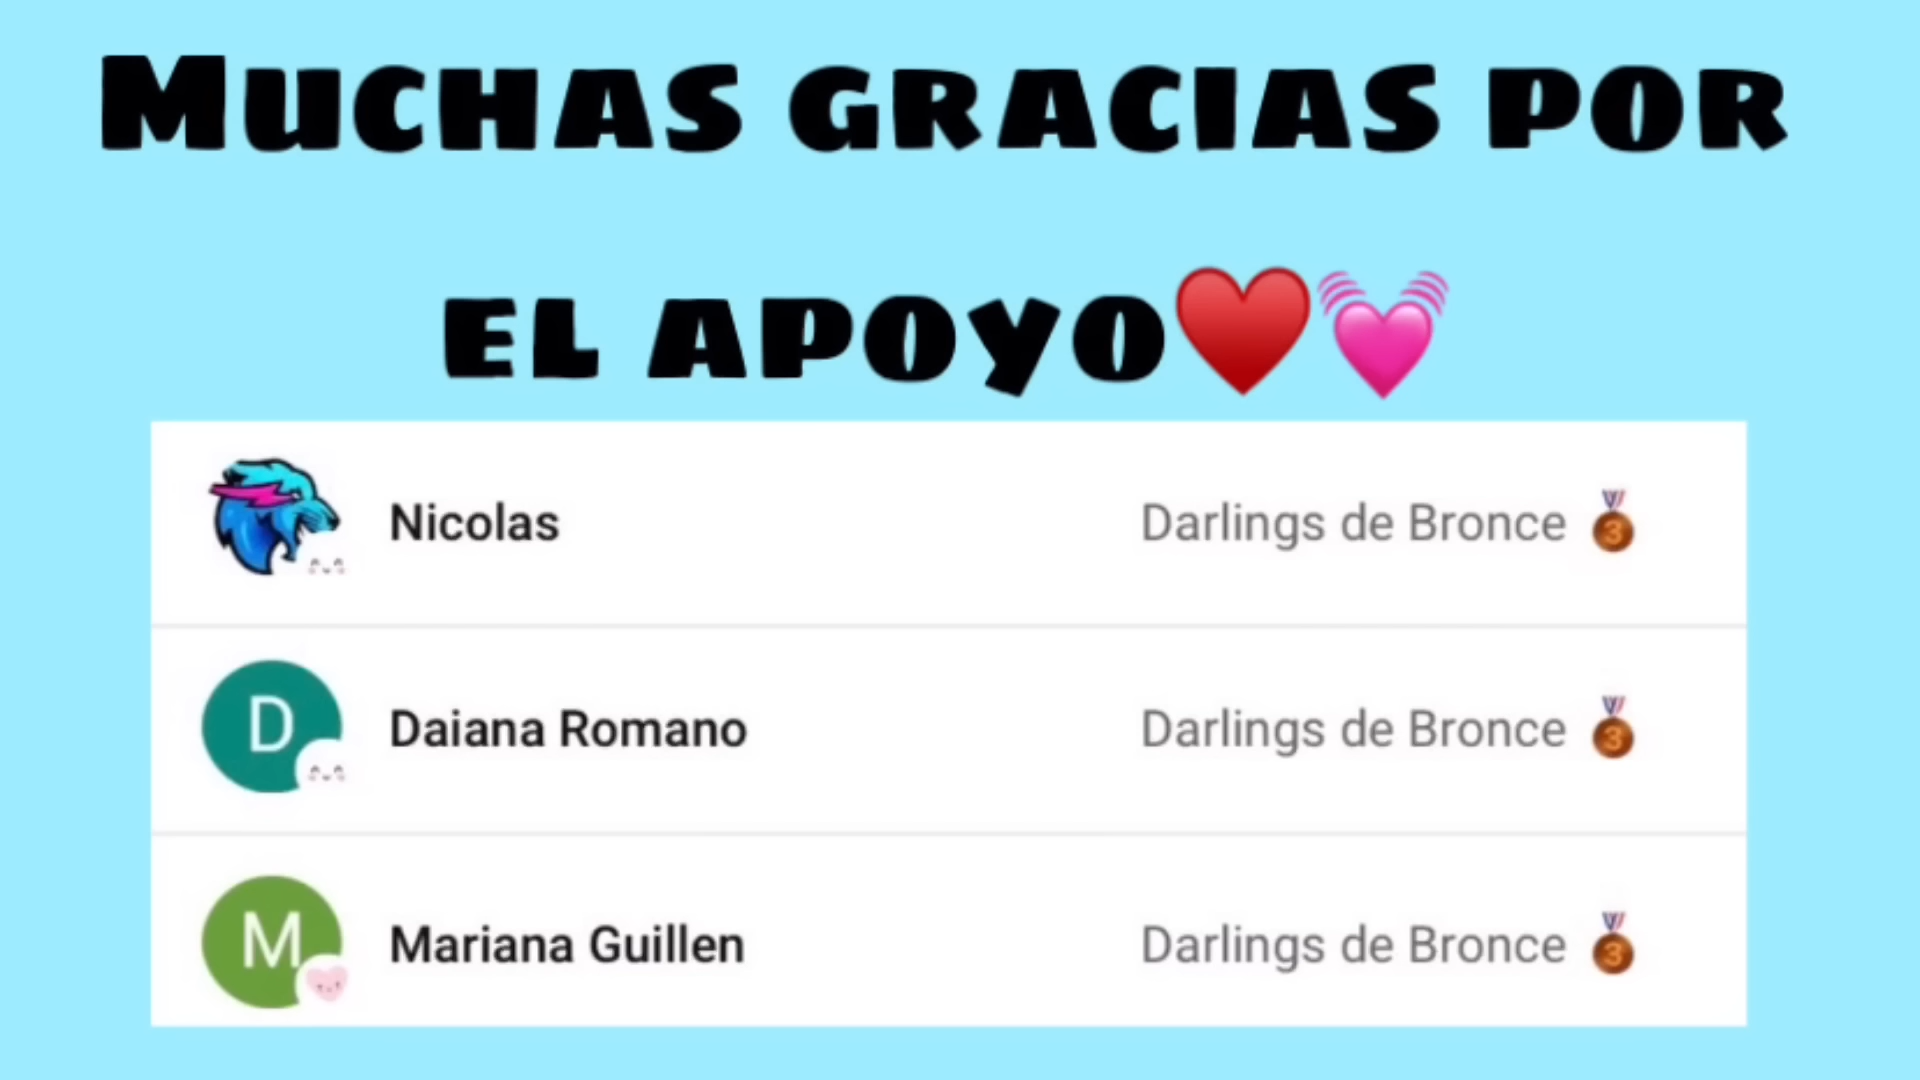 Muchas gracias por
el apoyo❤️💓
Nicolas Darlings de Bronce 🥉
D Daiana Romano Darlings de Bronce 🥉
M Mariana Guillen Darlings de Bronce 🥉